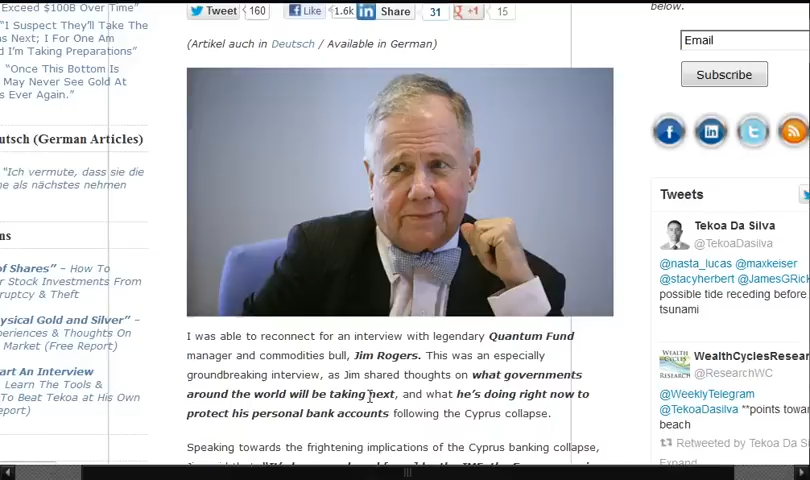 Exceed $100B Over Time”
“I Suspect They’ll Take The
s Next; I For One Am
d I’m Taking Preparations”
“Once This Bottom Is
May Never See Gold At
s Ever Again.”
utsch (German Articles)
“Ich vermute, dass sie die
ne als nächstes nehmen
ms
of Shares” – How To
r Stock Investments From
ruptcy & Theft
ysical Gold and Silver” –
periences & Thoughts On
Market (Free Report)
art An Interview
Learn The Tools &
To Beat Tekoa at His Own
eport)
Tweet 160 Like 1.6k in Share 31 +1 15
(Artikel auch in Deutsch / Available in German)
I was able to reconnect for an interview with legendary Quantum Fund
manager and commodities bull, Jim Rogers. This was an especially
groundbreaking interview, as Jim shared thoughts on what governments
around the world will be taking next, and what he’s doing right now to
protect his personal bank accounts following the Cyprus collapse.
Speaking towards the frightening implications of the Cyprus banking collapse,
below.
Email
Subscribe
Tweets
Tekoa Da Silva
@TekoaDasilva
@nasta_lucas @maxkeiser
@stacyherbert @JamesGRick
possible tide receding before
tsunami
WealthCyclesResear
@ResearchWC
@WeeklyTelegram
@TekoaDasilva **points towa
beach
Retweeted by Tekoa Da S
Expand